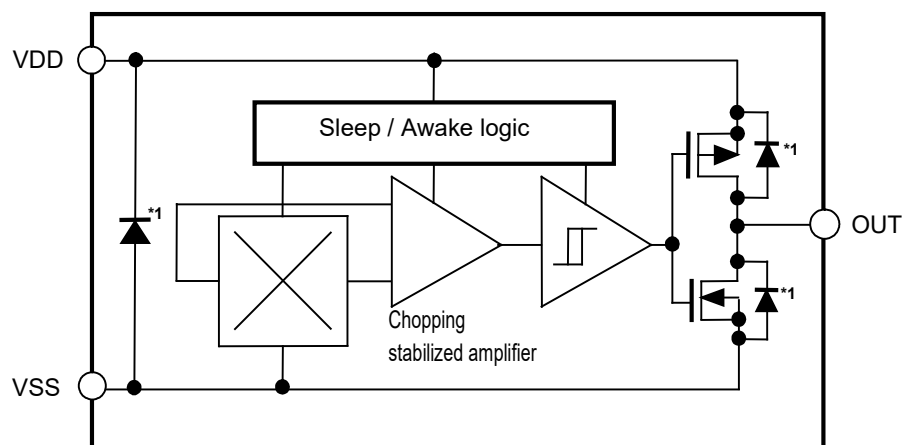 VDD
Sleep / Awake logic
*1
*1
OUT
*1
Chopping
stabilized amplifier
VSS